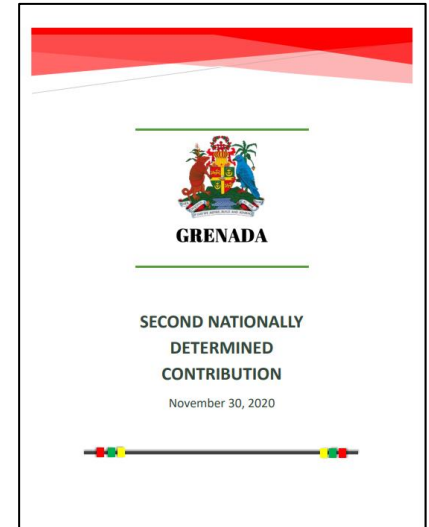 GRENADA
SECOND NATIONALLY
DETERMINED
CONTRIBUTION
November 30, 2020